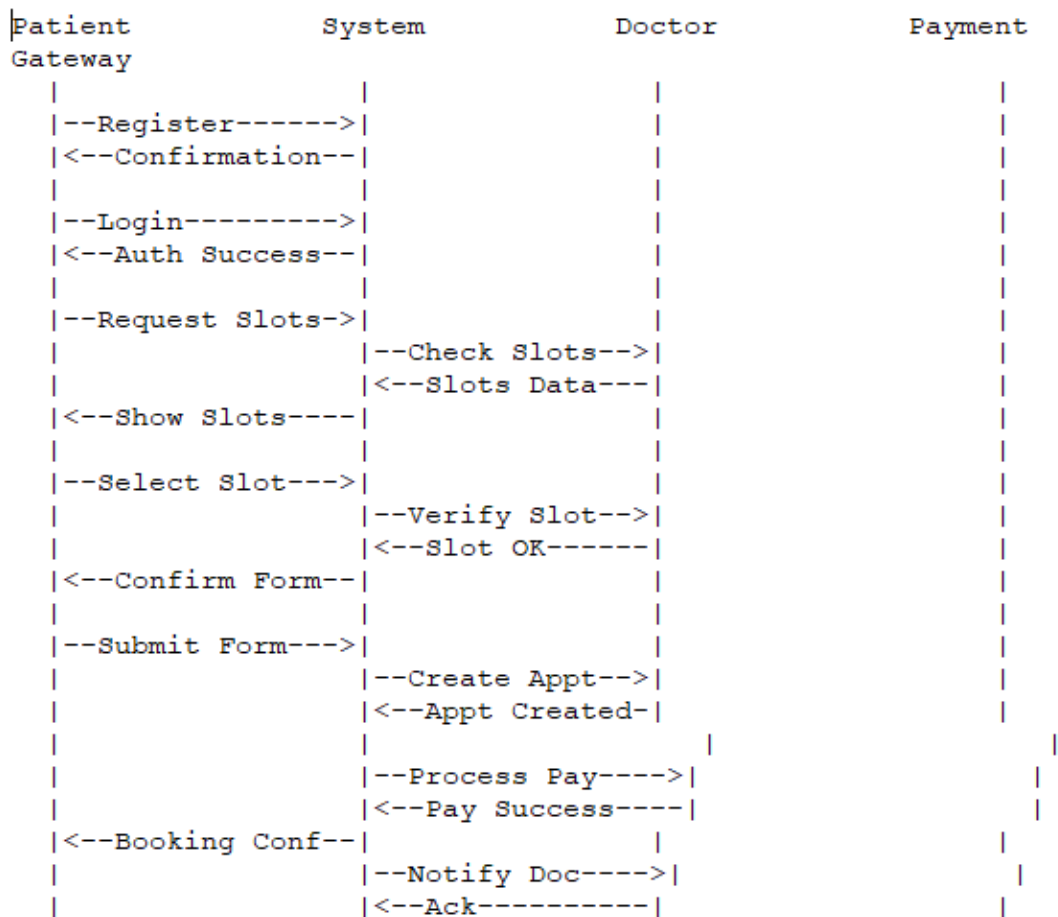 Patient            System            Doctor            Payment
Gateway
   |                  |                 |                    |
   |--Register------>|                 |                    |
   |<--Confirmation--|                 |                    |
   |                  |                 |                    |
   |--Login--------->|                 |                    |
   |<--Auth Success--|                 |                    |
   |                  |                 |                    |
   |--Request Slots->|                 |                    |
   |                  |--Check Slots-->|                    |
   |                  |<--Slots Data---|                    |
   |<--Show Slots----|                 |                    |
   |                  |                 |                    |
   |--Select Slot--->|                 |                    |
   |                  |--Verify Slot-->|                    |
   |                  |<--Slot OK------|                    |
   |<--Confirm Form--|                 |                    |
   |                  |                 |                    |
   |--Submit Form--->|                 |                    |
   |                  |--Create Appt-->|                    |
   |                  |<--Appt Created-|                    |
   |                  |                    |                    |
   |                  |--Process Pay---->|                    |
   |                  |<--Pay Success----|                    |
   |<--Booking Conf--|                 |                    |
   |                  |--Notify Doc---->|                    |
   |                  |<--Ack----------|                    |